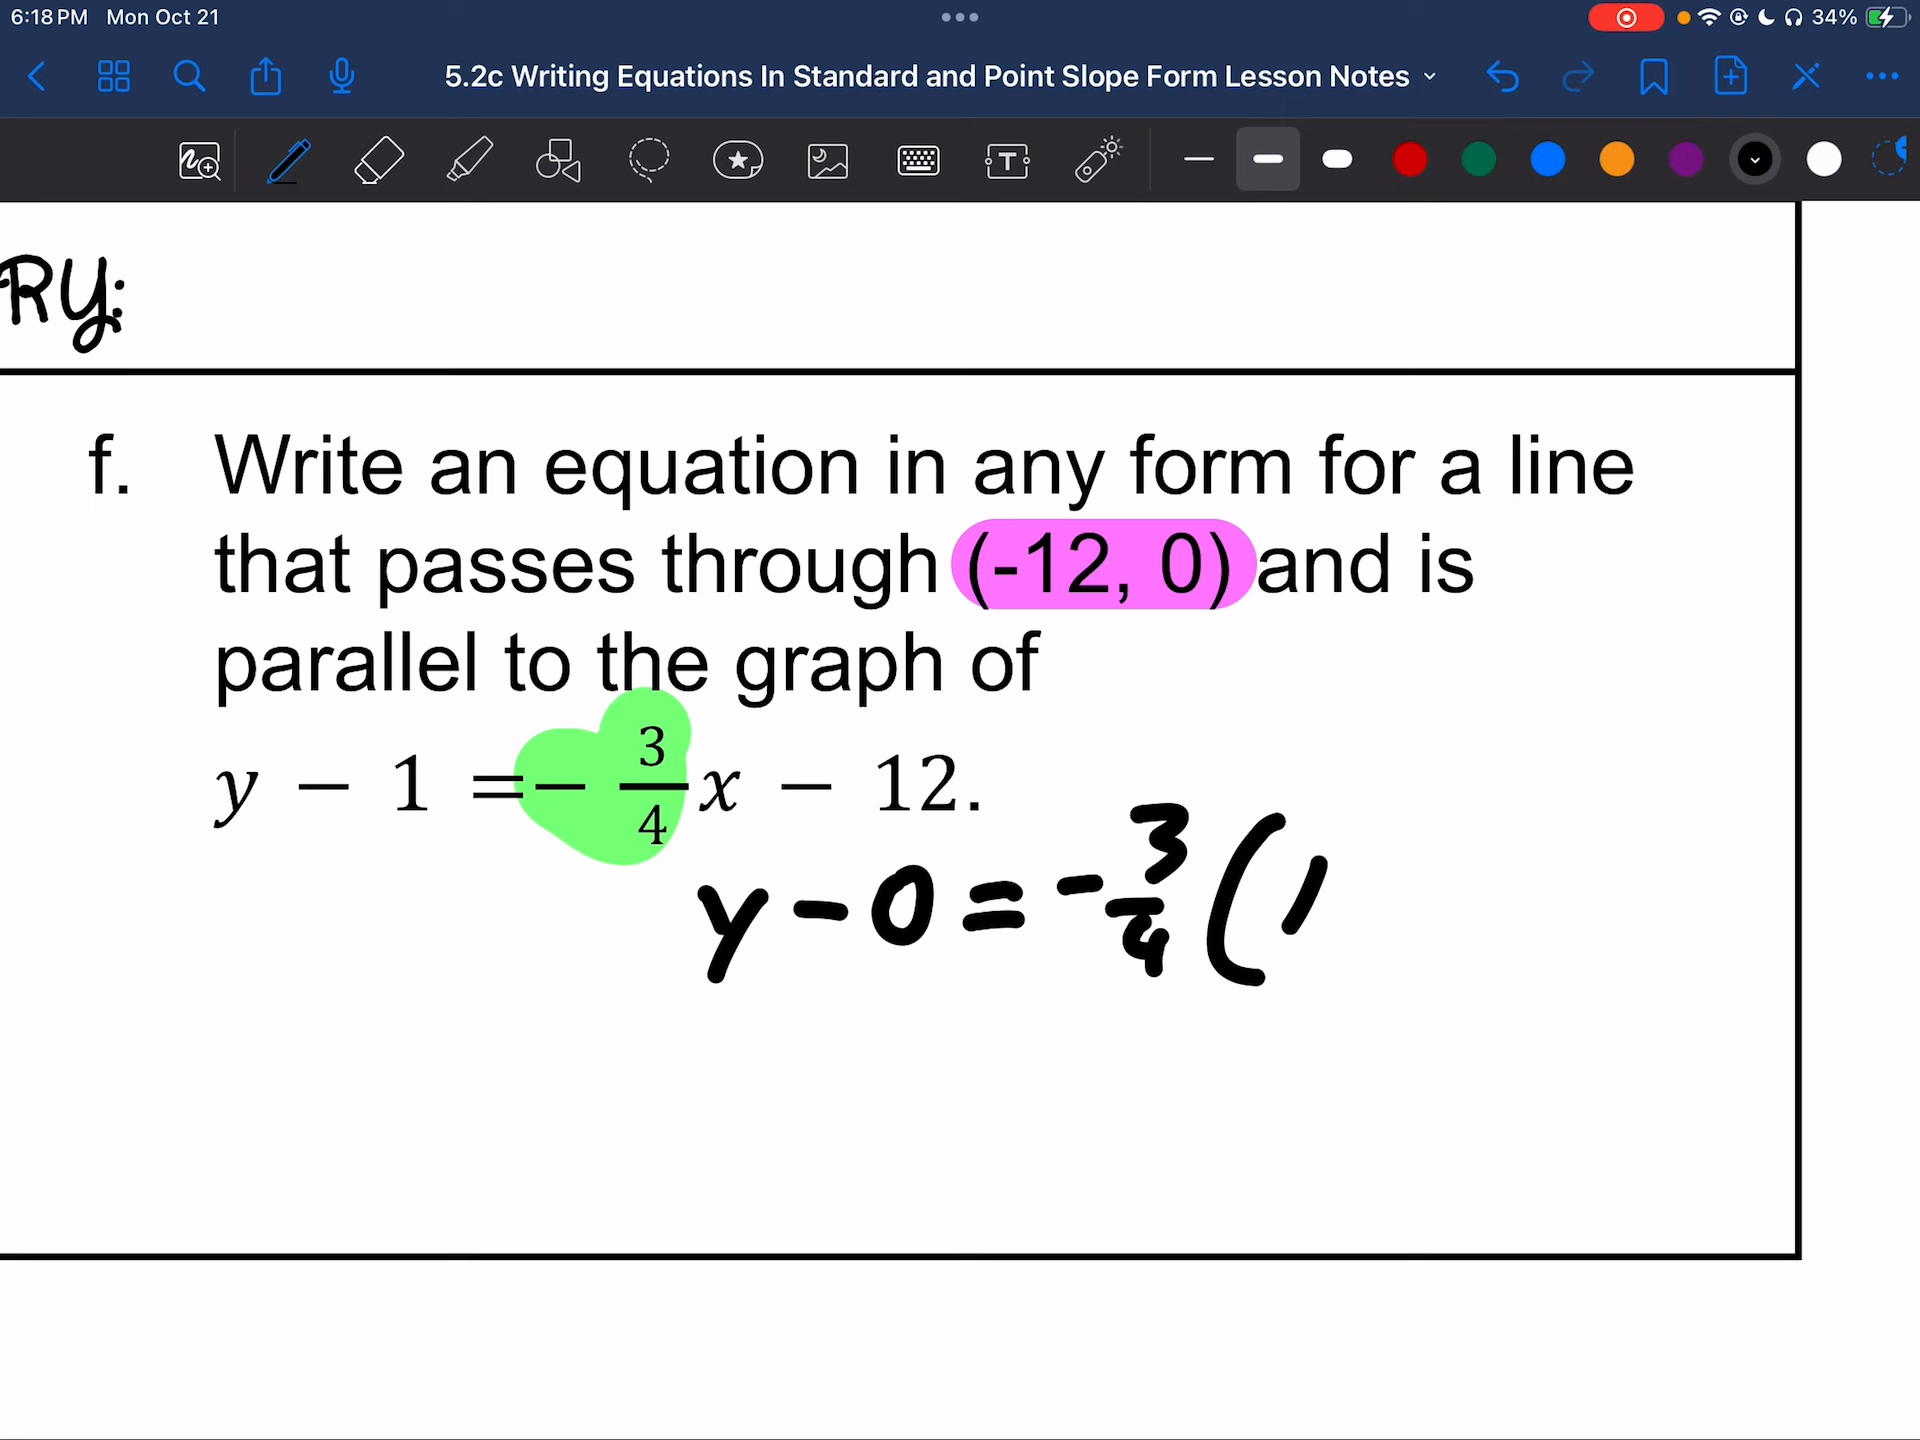 6:18 PM Mon Oct 21
34%
5.2c Writing Equations In Standard and Point Slope Form Lesson Notes
RY:
f. Write an equation in any form for a line
that passes through (-12, 0) and is
parallel to the graph of
y − 1 = − 3/4 x − 12.
y - 0 = - 3/4 (